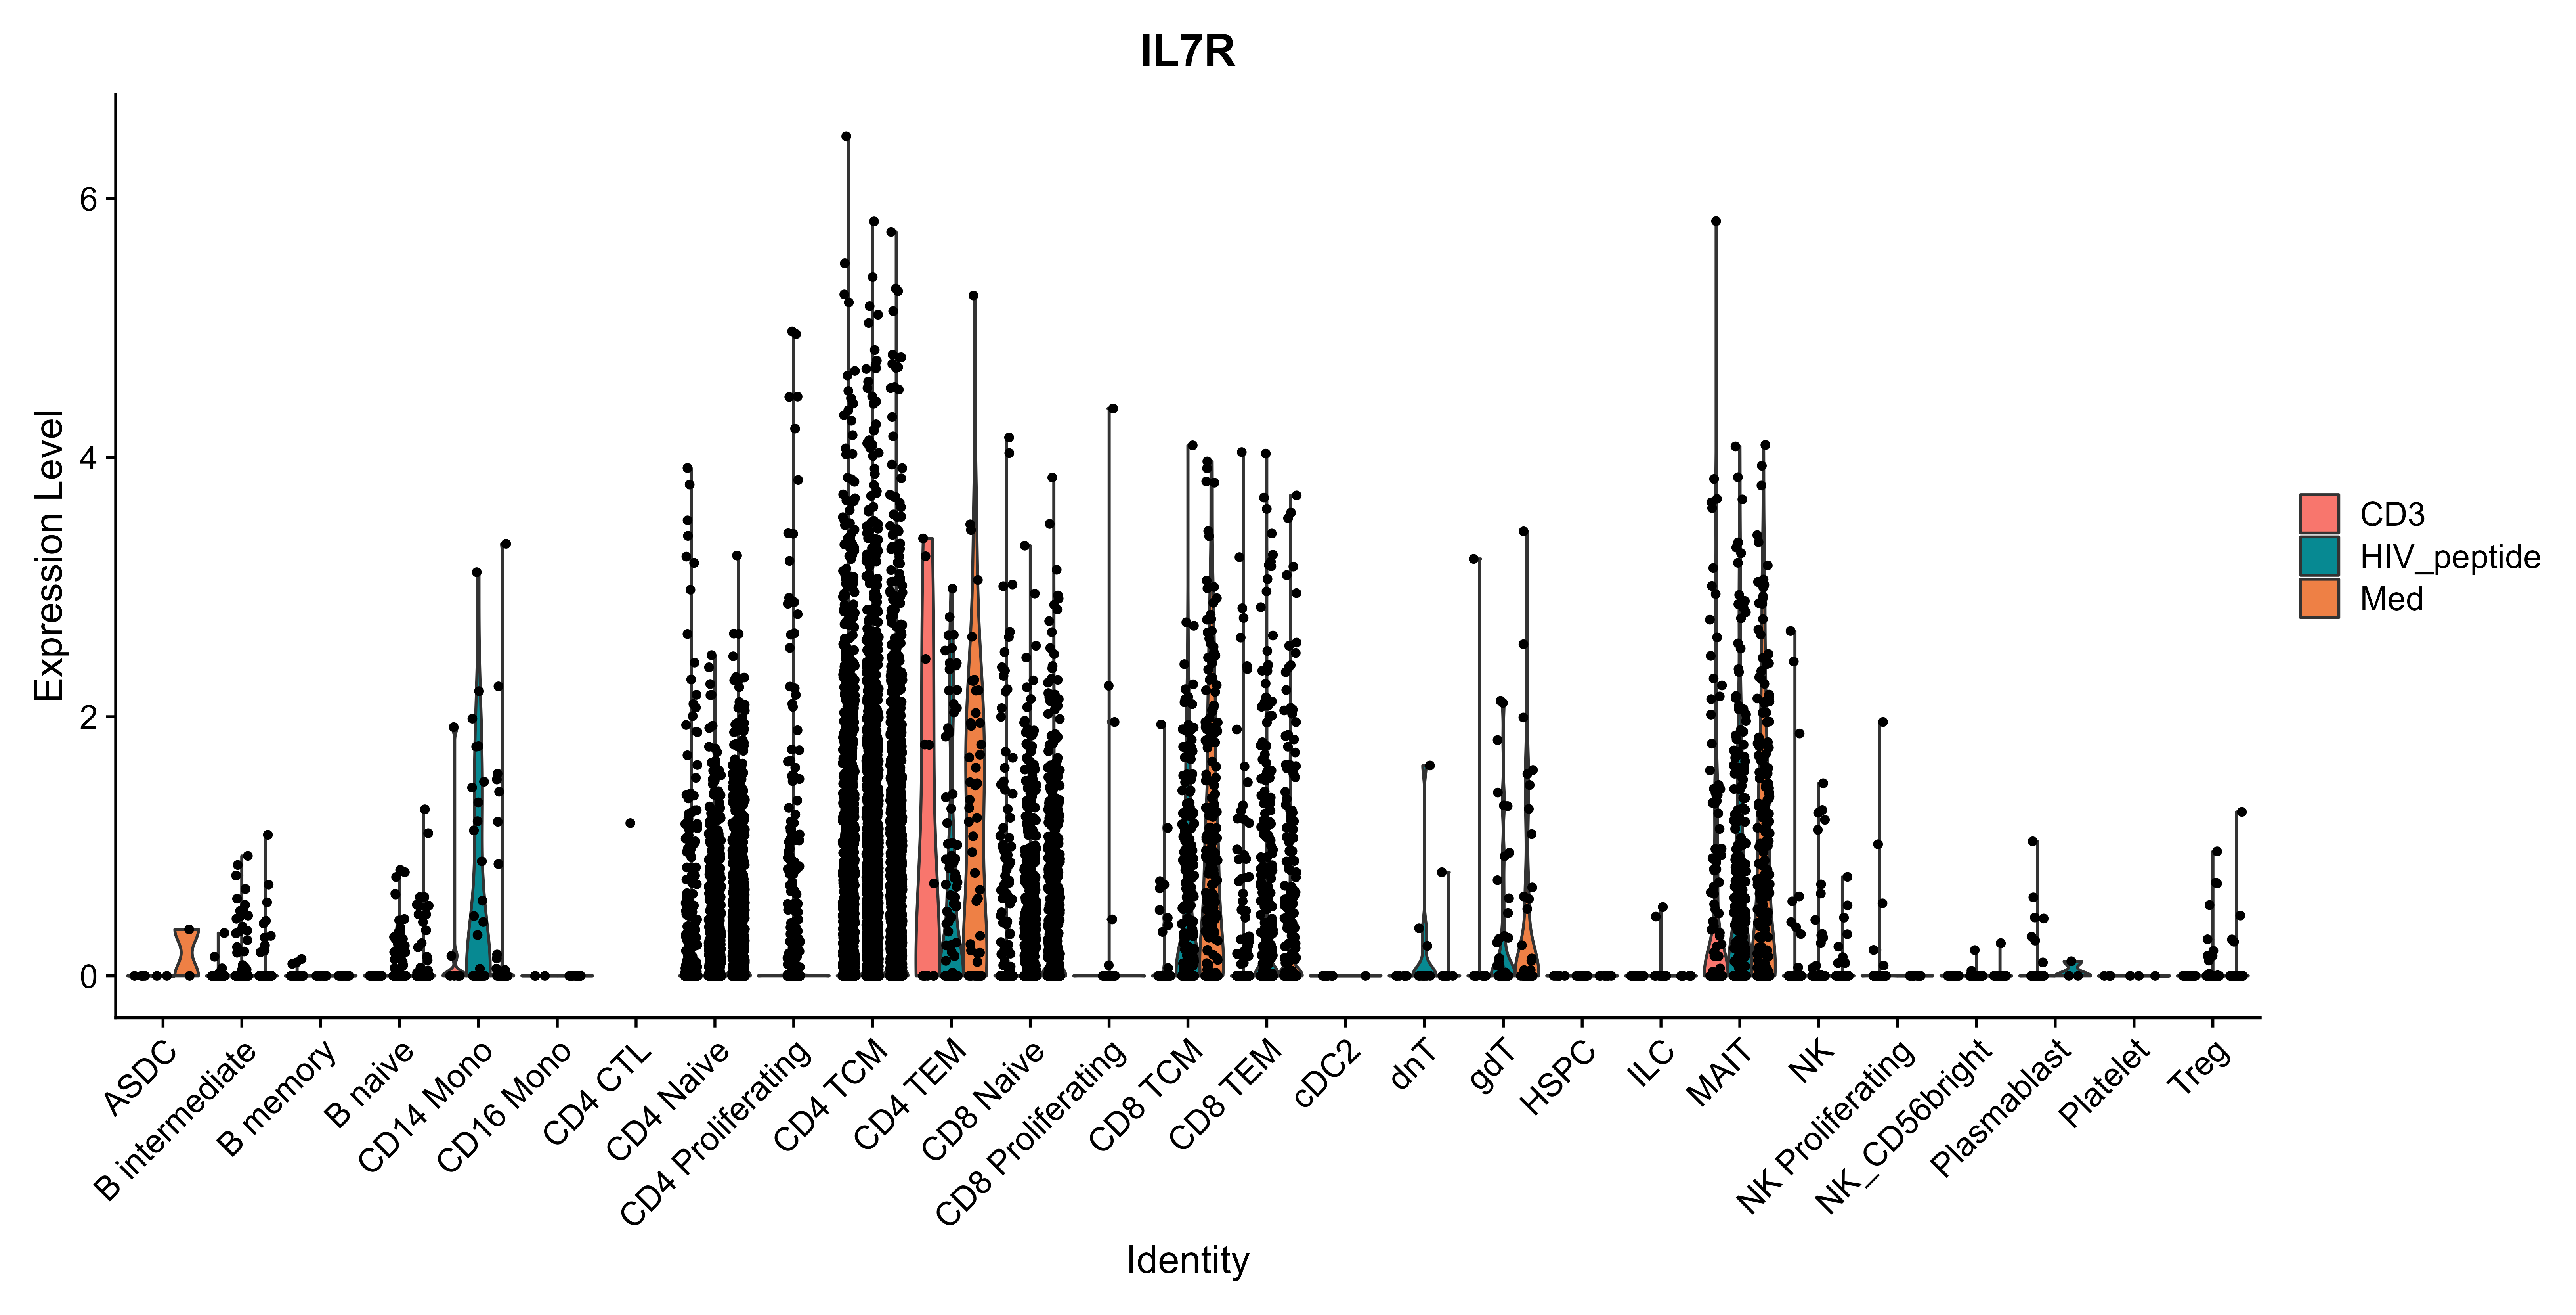 IL7R
Expression Level
6
4
2
0
ASDC
B intermediate
B memory
B naive
CD14 Mono
CD16 Mono
CD4 CTL
CD4 Naive
CD4 Proliferating
CD4 TCM
CD4 TEM
CD8 Naive
CD8 Proliferating
CD8 TCM
CD8 TEM
cDC2
dnT
gdT
HSPC
ILC
MAIT
NK
NK Proliferating
NK_CD56bright
Plasmablast
Platelet
Treg
Identity
CD3
HIV_peptide
Med